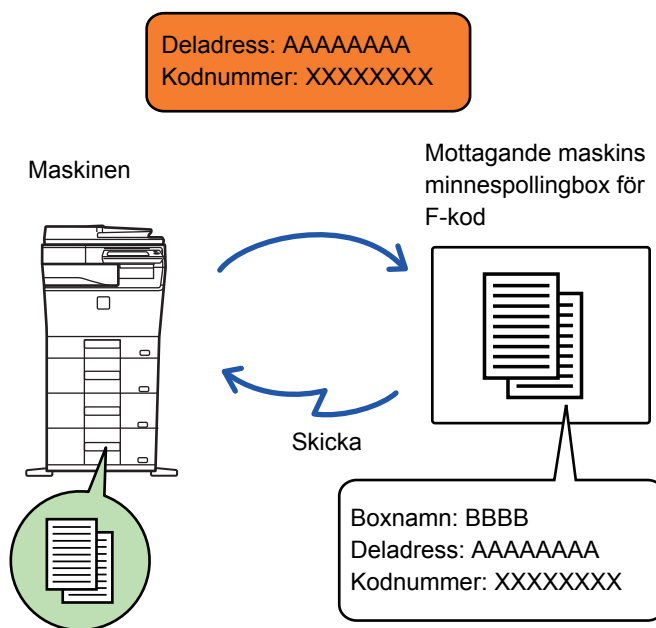 Deladress: AAAAAAAA
Kodnummer: XXXXXXXX
Maskinen
Mottagande maskins
minnespollingbox för
F-kod
Skicka
Boxnamn: BBBB
Deladress: AAAAAAAA
Kodnummer: XXXXXXXX